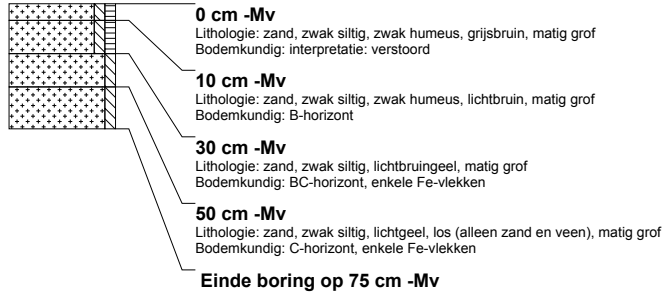 0 cm -Mv
Lithologie: zand, zwak siltig, zwak humeus, grijsbruin, matig grof
Bodemkundig: interpretatie: verstoord
10 cm -Mv
Lithologie: zand, zwak siltig, zwak humeus, lichtbruin, matig grof
Bodemkundig: B-horizont
30 cm -Mv
Lithologie: zand, zwak siltig, lichtbruingeel, matig grof
Bodemkundig: BC-horizont, enkele Fe-vlekken
50 cm -Mv
Lithologie: zand, zwak siltig, lichtgeel, los (alleen zand en veen), matig grof
Bodemkundig: C-horizont, enkele Fe-vlekken
Einde boring op 75 cm -Mv